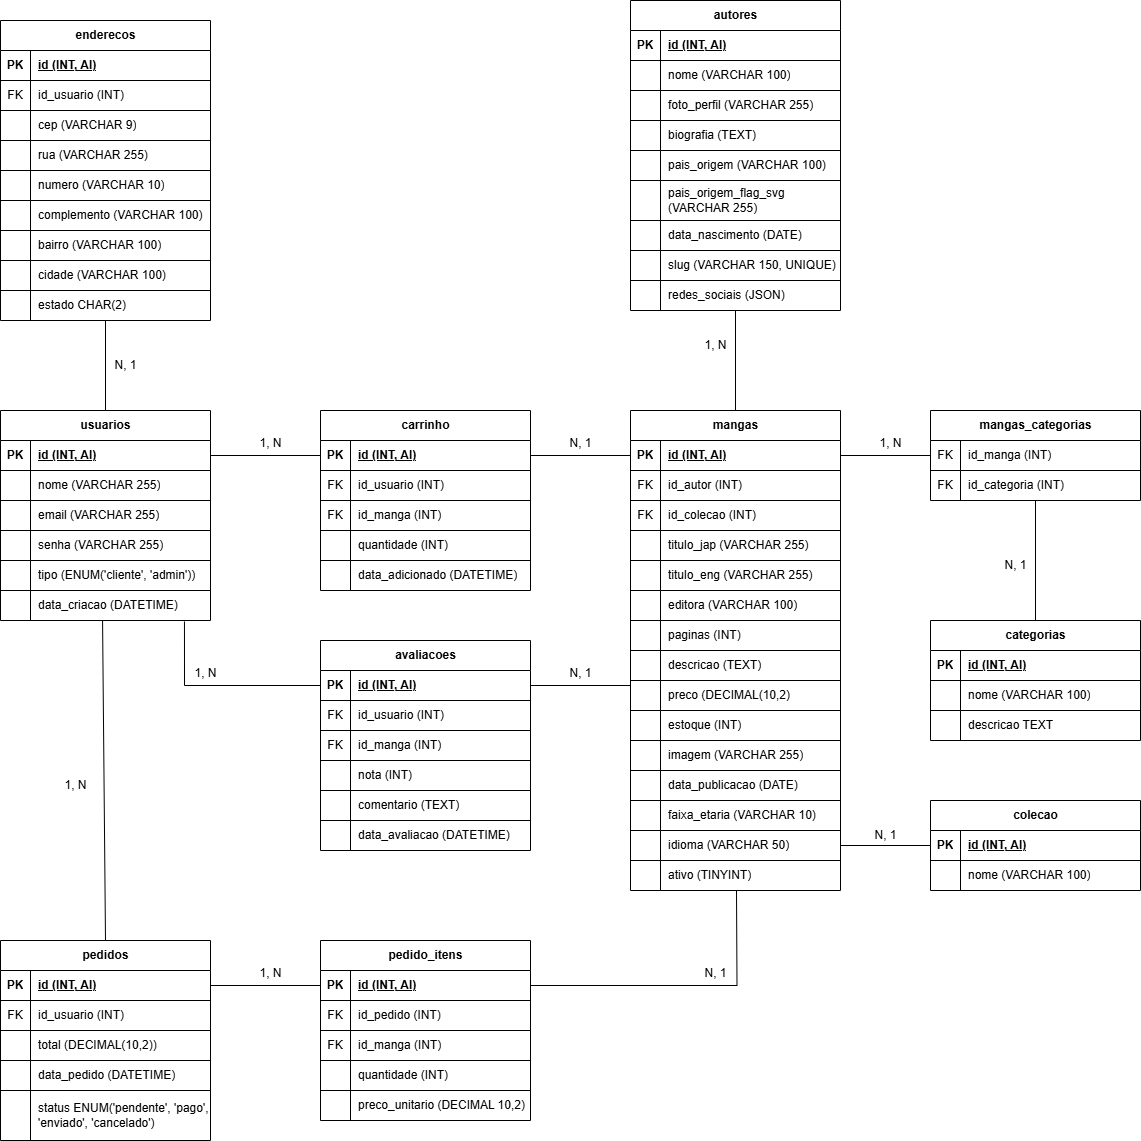 enderecos
PK id (INT, AI)
FK id_usuario (INT)
cep (VARCHAR 9)
rua (VARCHAR 255)
numero (VARCHAR 10)
complemento (VARCHAR 100)
bairro (VARCHAR 100)
cidade (VARCHAR 100)
estado CHAR(2)
N, 1
autores
PK id (INT, AI)
nome (VARCHAR 100)
foto_perfil (VARCHAR 255)
biografia (TEXT)
pais_origem (VARCHAR 100)
pais_origem_flag_svg
(VARCHAR 255)
data_nascimento (DATE)
slug (VARCHAR 150, UNIQUE)
redes_sociais (JSON)
1, N
usuarios
PK id (INT, AI)
nome (VARCHAR 255)
email (VARCHAR 255)
senha (VARCHAR 255)
tipo (ENUM('cliente', 'admin'))
data_criacao (DATETIME)
1, N
carrinho
PK id (INT, AI)
FK id_usuario (INT)
FK id_manga (INT)
quantidade (INT)
data_adicionado (DATETIME)
N, 1
mangas
PK id (INT, AI)
FK id_autor (INT)
FK id_colecao (INT)
titulo_jap (VARCHAR 255)
titulo_eng (VARCHAR 255)
editora (VARCHAR 100)
paginas (INT)
descricao (TEXT)
preco (DECIMAL(10,2)
estoque (INT)
imagem (VARCHAR 255)
data_publicacao (DATE)
faixa_etaria (VARCHAR 10)
idioma (VARCHAR 50)
ativo (TINYINT)
1, N
mangas_categorias
FK id_manga (INT)
FK id_categoria (INT)
N, 1
categorias
PK id (INT, AI)
nome (VARCHAR 100)
descricao TEXT
1, N
avaliacoes
PK id (INT, AI)
FK id_usuario (INT)
FK id_manga (INT)
nota (INT)
comentario (TEXT)
data_avaliacao (DATETIME)
N, 1
N, 1
colecao
PK id (INT, AI)
nome (VARCHAR 100)
1, N
pedidos
PK id (INT, AI)
FK id_usuario (INT)
total (DECIMAL(10,2))
data_pedido (DATETIME)
status ENUM('pendente', 'pago',
'enviado', 'cancelado')
1, N
pedido_itens
PK id (INT, AI)
FK id_pedido (INT)
FK id_manga (INT)
quantidade (INT)
preco_unitario (DECIMAL 10,2)
N, 1